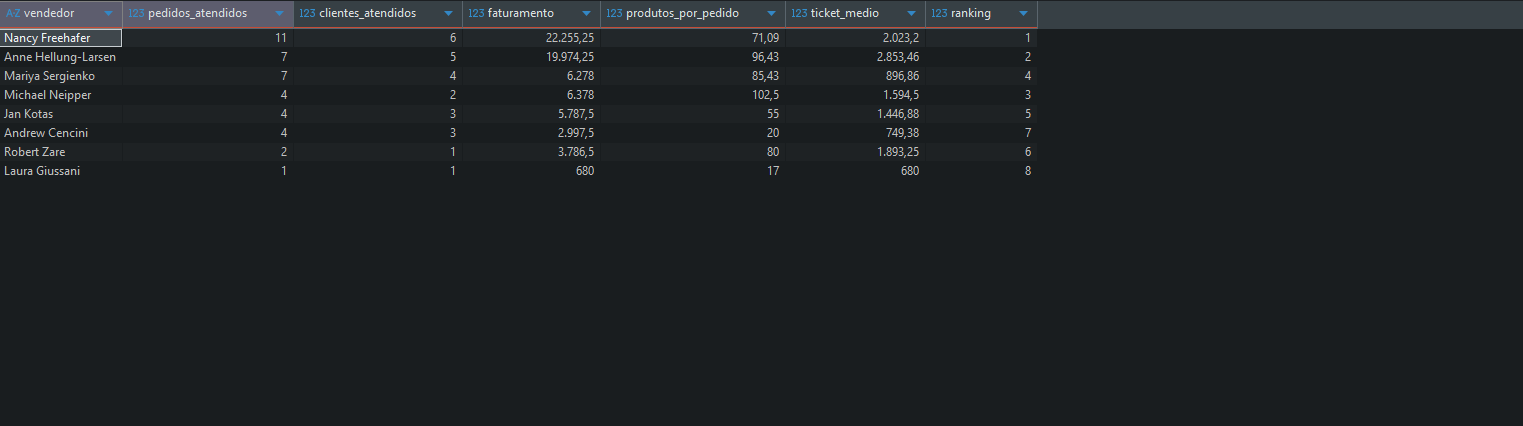 AZ vendedor 123 pedidos_atendidos 123 clientes_atendidos 123 faturamento 123 produtos_por_pedido 123 ticket_medio 123 ranking
Nancy Freehafer 11 6 22.255,25 71,09 2.023,2 1
Anne Hellung-Larsen 7 5 19.974,25 96,43 2.853,46 2
Mariya Sergienko 7 4 6.278 85,43 896,86 4
Michael Neipper 4 2 6.378 102,5 1.594,5 3
Jan Kotas 4 3 5.787,5 55 1.446,88 5
Andrew Cencini 4 3 2.997,5 20 749,38 7
Robert Zare 2 1 3.786,5 80 1.893,25 6
Laura Giussani 1 1 680 17 680 8